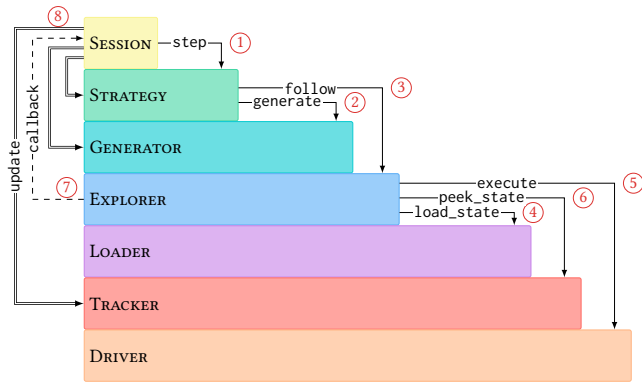 ⑧
SESSION
step ①
STRATEGY
follow ③
generate ②
callback
update
GENERATOR
⑦
EXPLORER
execute ⑤
peek_state ⑥
load_state ④
LOADER
TRACKER
DRIVER